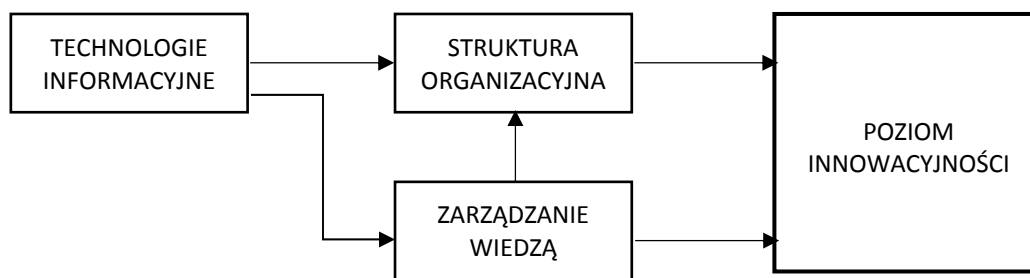 TECHNOLOGIE
INFORMACYJNE
STRUKTURA
ORGANIZACYJNA
ZARZĄDZANIE
WIEDZĄ
POZIOM
INNOWACYJNOŚCI